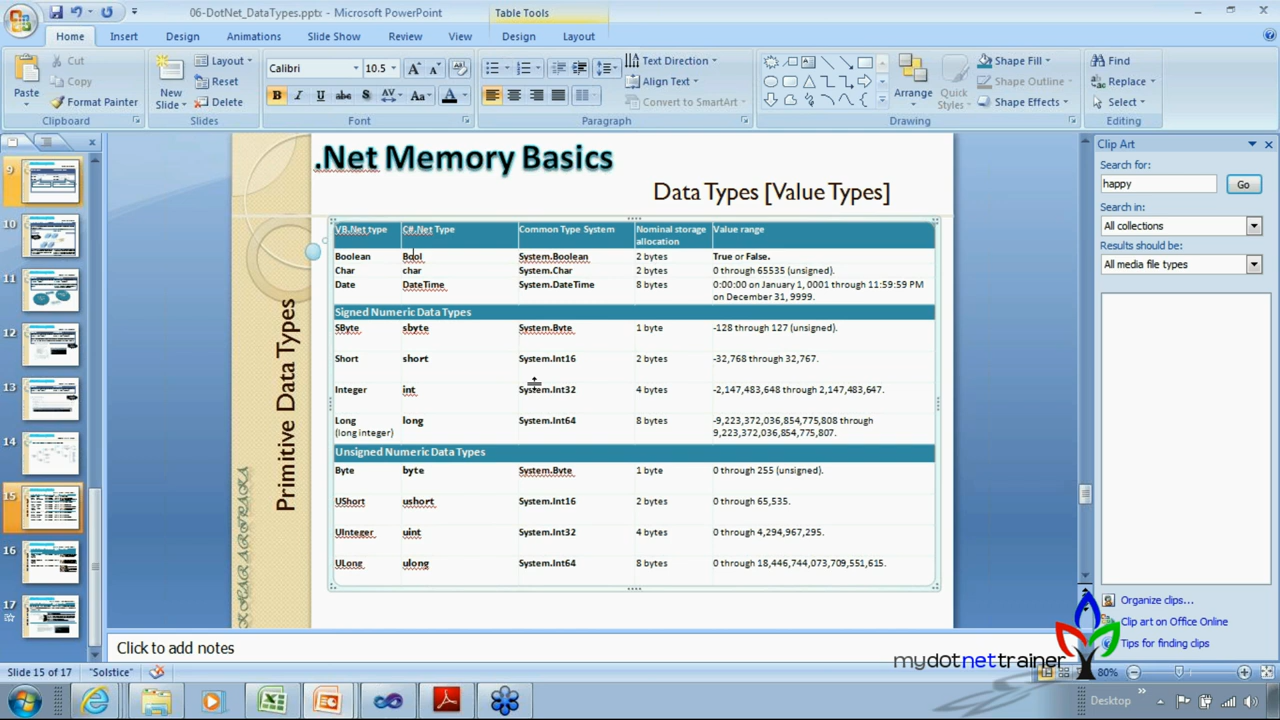 06-DotNet_DataTypes.pptx - Microsoft PowerPoint
Table Tools
Home Insert Design Animations Slide Show Review View Design Layout
Paste
Cut
Copy
Format Painter
Clipboard
New Slide
Layout
Reset
Delete
Slides
Calibri 10.5
B I U abe S AV Aa A
Font
Text Direction
Align Text
Convert to SmartArt
Paragraph
Arrange
Quick Styles
Shape Fill
Shape Outline
Shape Effects
Drawing
Find
Replace
Select
Editing
9
10
11
12
13
14
15
16
17
.Net Memory Basics
Data Types [Value Types]
Primitive Data Types
VB.Net type C#.Net Type Common Type System Nominal storage allocation Value range
Boolean Bool System.Boolean 2 bytes True or False.
Char char System.Char 2 bytes 0 through 65535 (unsigned).
Date DateTime System.DateTime 8 bytes 0:00:00 on January 1, 0001 through 11:59:59 PM
on December 31, 9999.
Signed Numeric Data Types
SByte sbyte System.Byte 1 byte -128 through 127 (unsigned).
Short short System.Int16 2 bytes -32,768 through 32,767.
Integer int System.Int32 4 bytes -2,147,483,648 through 2,147,483,647.
Long long System.Int64 8 bytes -9,223,372,036,854,775,808 through
(long integer) 9,223,372,036,854,775,807.
Unsigned Numeric Data Types
Byte byte System.Byte 1 byte 0 through 255 (unsigned).
UShort ushort System.Int16 2 bytes 0 through 65,535.
UInteger uint System.Int32 4 bytes 0 through 4,294,967,295.
ULong ulong System.Int64 8 bytes 0 through 18,446,744,073,709,551,615.
Clip Art
Search for:
happy
Go
Search in:
All collections
Results should be:
All media file types
Organize clips...
Clip art on Office Online
Tips for finding clips
mydotnettrainer
Click to add notes
Slide 15 of 17 "Solstice" 80%
Desktop